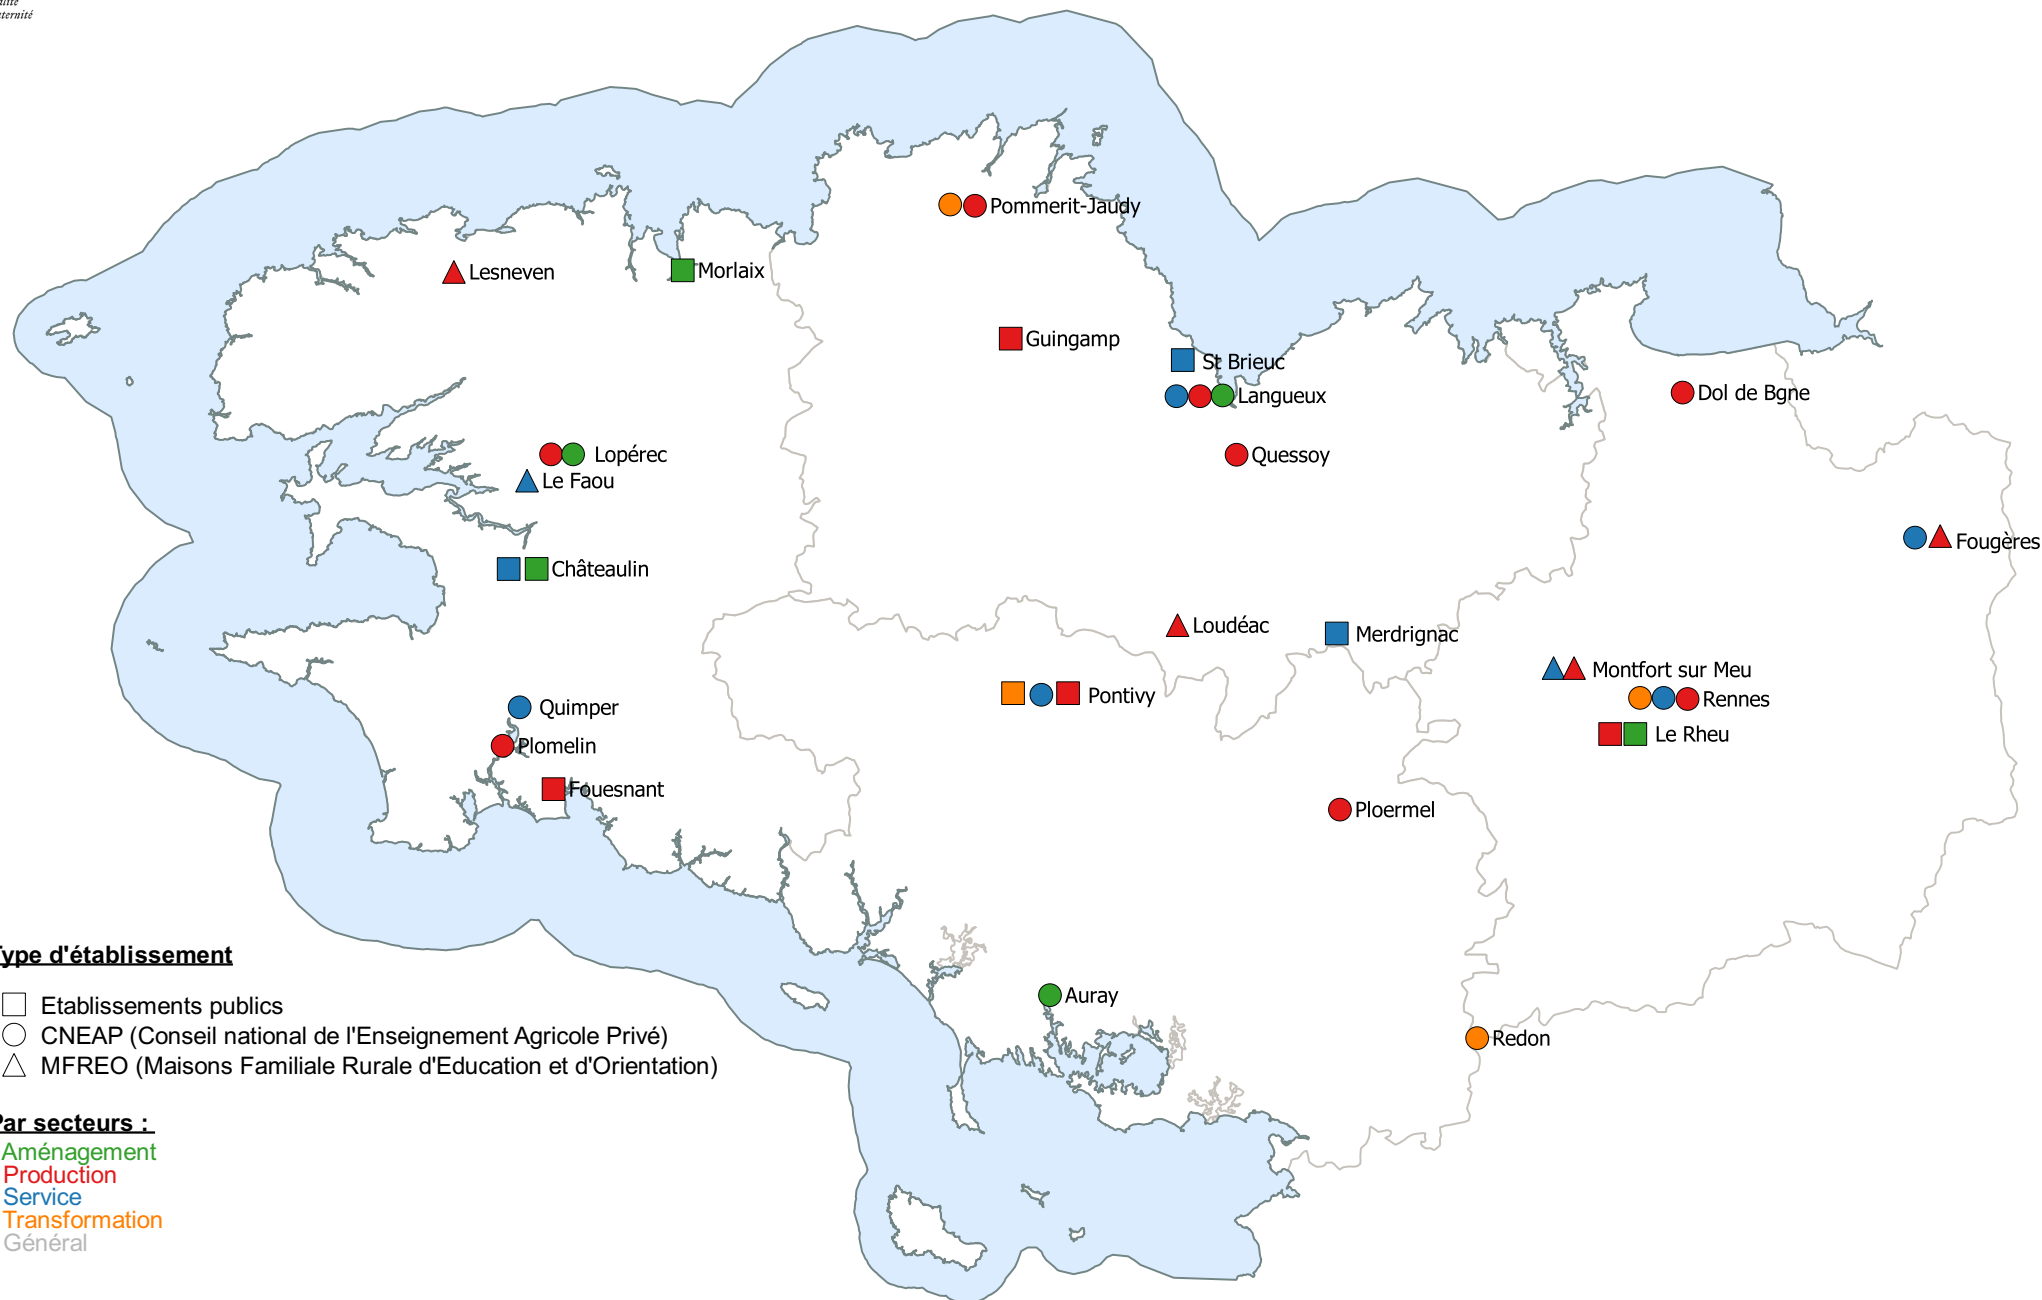 Pommerit-Jaudy
Lesneven
Morlaix
Guingamp
St Brieuc
Langueux
Dol de Bgne
Lopérec
Quessoy
Le Faou
Fougères
Châteaulin
Loudéac
Merdrignac
Montfort sur Meu
Pontivy
Rennes
Quimper
Le Rheu
Plomelin
Fouesnant
Ploermel
Type d'établissement
Etablissements publics
CNEAP (Conseil national de l'Enseignement Agricole Privé)
MFREO (Maisons Familiale Rurale d'Education et d'Orientation)
Auray
Redon
Par secteurs :
Aménagement
Production
Service
Transformation
Général